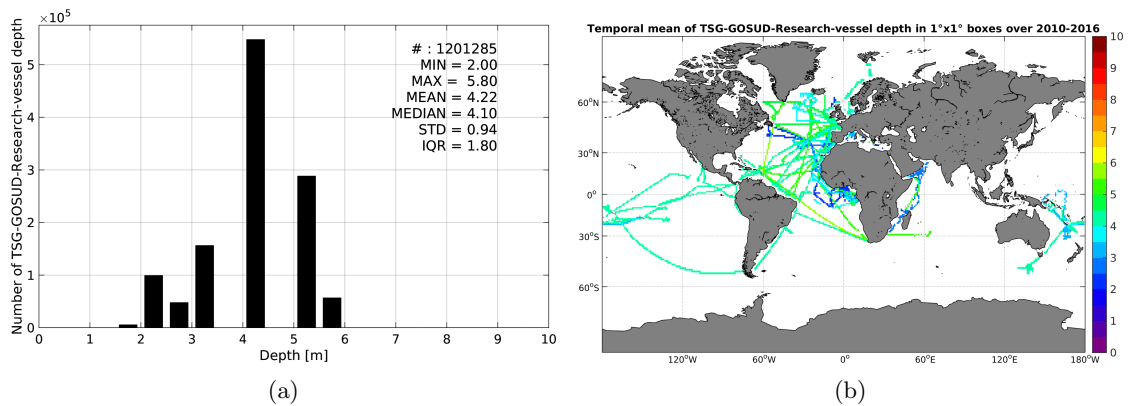 ×10⁵
Number of TSG-GOSUD-Research-vessel depth
5
4
3
2
1
0
# : 1201285
MIN = 2.00
MAX = 5.80
MEAN = 4.22
MEDIAN = 4.10
STD = 0.94
IQR = 1.80
0 1 2 3 4 5 6 7 8 9 10
Depth [m]
(a)
Temporal mean of TSG-GOSUD-Research-vessel depth in 1°x1° boxes over 2010-2016
60°N
30°N
0°
30°S
60°S
120°W 60°W 0° 60°E 120°E 180°W
10
9
8
7
6
5
4
3
2
1
0
(b)